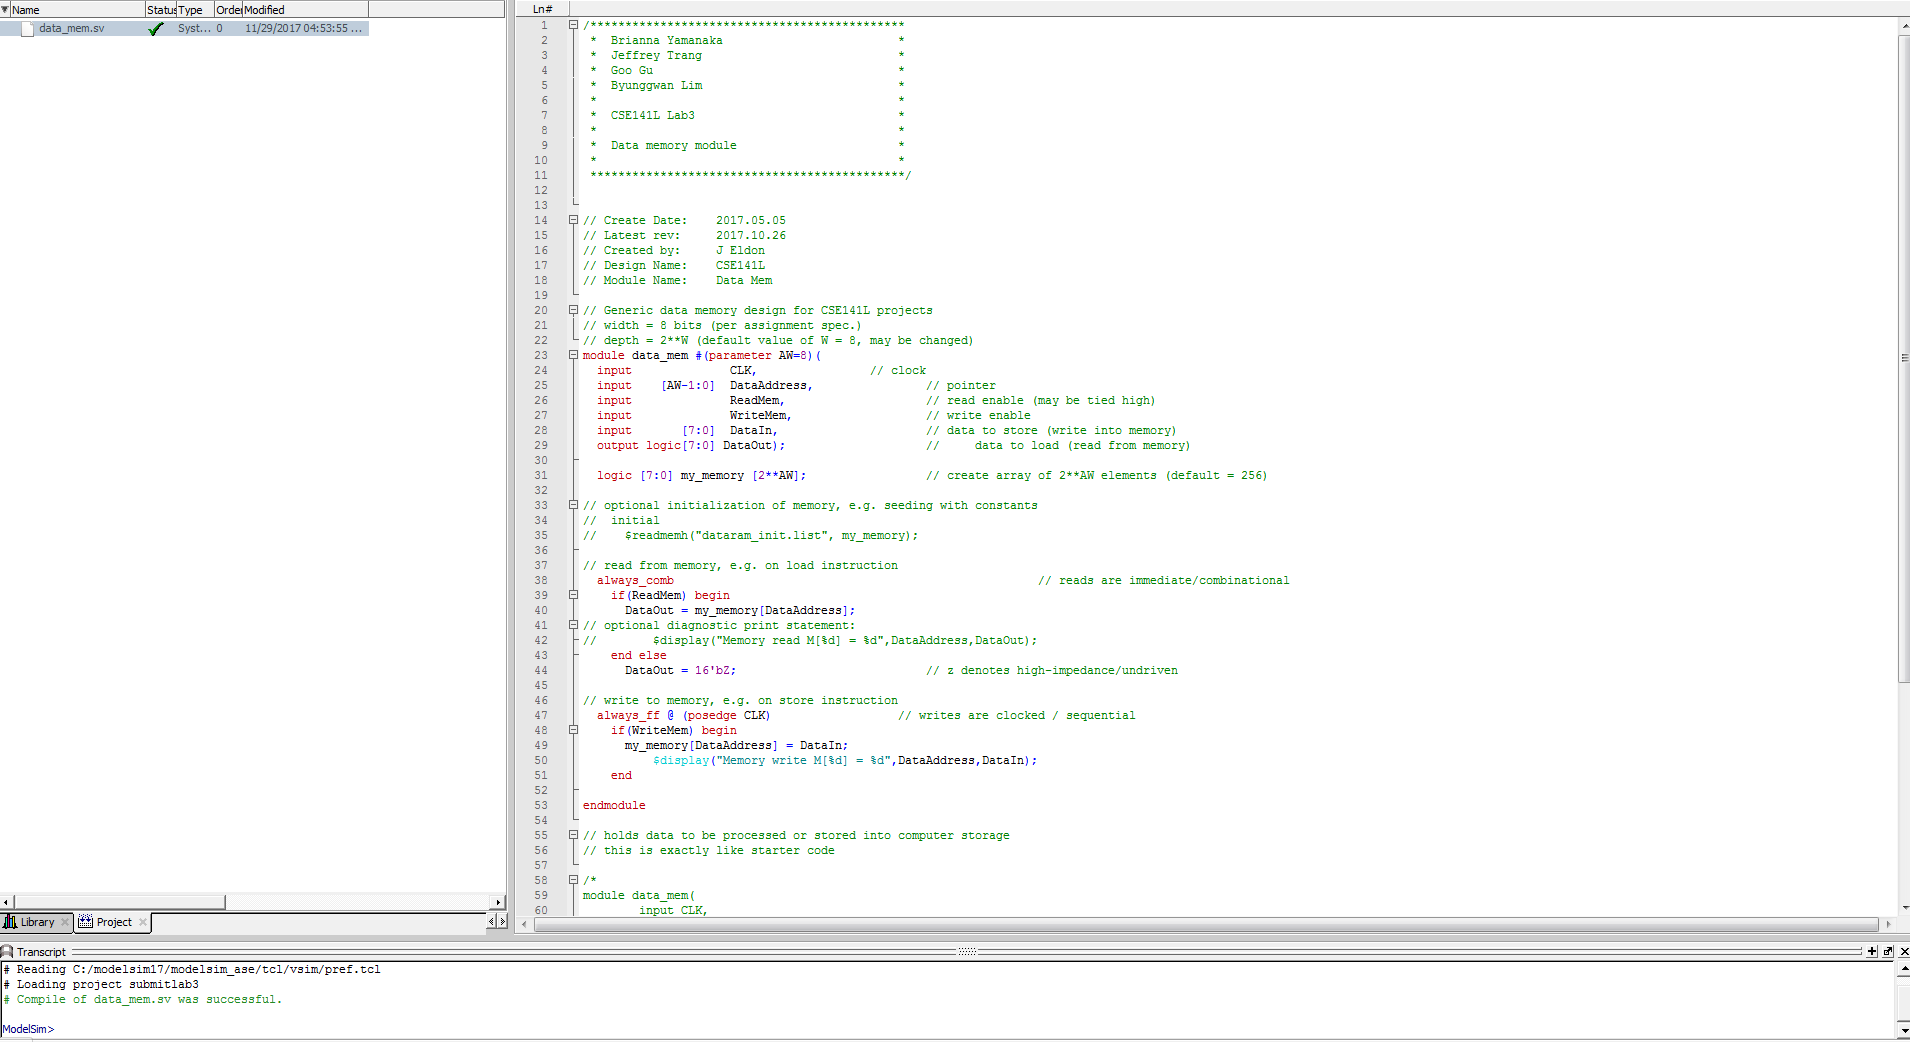 Name Status Type Order Modified
data_mem.sv Syst... 0 11/29/2017 04:53:55 ...
Library Project
Ln#
1 /*********************************************
2 * Brianna Yamanaka *
3 * Jeffrey Trang *
4 * Goo Gu *
5 * Byunggwan Lim *
6 * *
7 * CSE141L Lab3 *
8 * *
9 * Data memory module *
10 * *
11 *********************************************/
12
13
14 // Create Date: 2017.05.05
15 // Latest rev: 2017.10.26
16 // Created by: J Eldon
17 // Design Name: CSE141L
18 // Module Name: Data Mem
19
20 // Generic data memory design for CSE141L projects
21 // width = 8 bits (per assignment spec.)
22 // depth = 2**W (default value of W = 8, may be changed)
23 module data_mem #(parameter AW=8)(
24 input CLK, // clock
25 input [AW-1:0] DataAddress, // pointer
26 input ReadMem, // read enable (may be tied high)
27 input WriteMem, // write enable
28 input [7:0] DataIn, // data to store (write into memory)
29 output logic[7:0] DataOut); // data to load (read from memory)
30
31 logic [7:0] my_memory [2**AW]; // create array of 2**AW elements (default = 256)
32
33 // optional initialization of memory, e.g. seeding with constants
34 // initial
35 // $readmemh("dataram_init.list", my_memory);
36
37 // read from memory, e.g. on load instruction
38 always_comb // reads are immediate/combinational
39 if(ReadMem) begin
40 DataOut = my_memory[DataAddress];
41 // optional diagnostic print statement:
42 // $display("Memory read M[%d] = %d",DataAddress,DataOut);
43 end else
44 DataOut = 16'bZ; // z denotes high-impedance/undriven
45
46 // write to memory, e.g. on store instruction
47 always_ff @ (posedge CLK) // writes are clocked / sequential
48 if(WriteMem) begin
49 my_memory[DataAddress] = DataIn;
50 $display("Memory write M[%d] = %d",DataAddress,DataIn);
51 end
52
53 endmodule
54
55 // holds data to be processed or stored into computer storage
56 // this is exactly like starter code
57
58 /*
59 module data_mem(
60 input CLK,
Transcript
# Reading C:/modelsim17/modelsim_ase/tcl/vsim/pref.tcl
# Loading project submitlab3
# Compile of data_mem.sv was successful.
ModelSim>